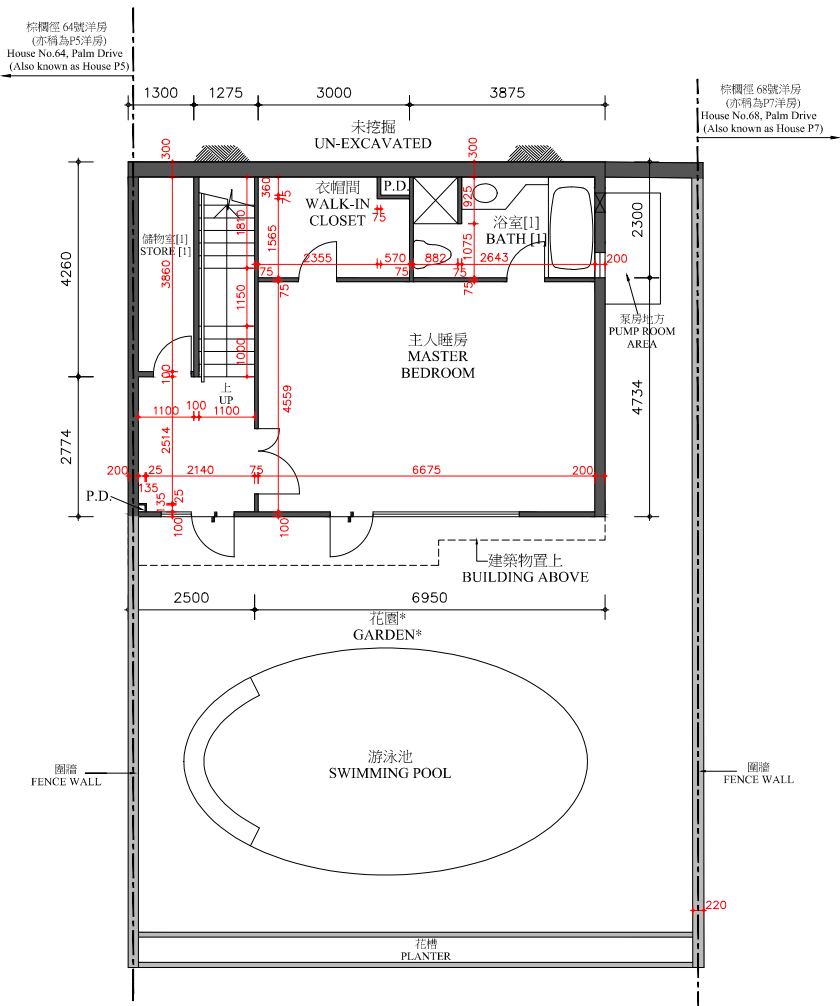 棕櫚徑 64號洋房
(亦稱為P5洋房)
House No.64, Palm Drive
(Also known as House P5)
棕櫚徑 68號洋房
(亦稱為P7洋房)
House No.68, Palm Drive
(Also known as House P7)
1300
1275
3000
3875
未挖掘
UN-EXCAVATED
300
300
360
75
衣帽間
WALK-IN
CLOSET
P.D.
75
925
浴室[1]
BATH [1]
2300
儲物室[1]
STORE [1]
1810
1565
1075
4260
3860
75
2355
570
75
882
75
2643
200
75
75
1150
泵房地方
PUMP ROOM
AREA
主人睡房
MASTER
BEDROOM
1000
100
上
UP
4559
4734
1100
100
1100
2774
2514
200
25
2140
75
6675
200
135
P.D.
135
25
100
100
建築物置上
BUILDING ABOVE
2500
6950
花園*
GARDEN*
游泳池
SWIMMING POOL
圍牆
FENCE WALL
圍牆
FENCE WALL
220
花槽
PLANTER